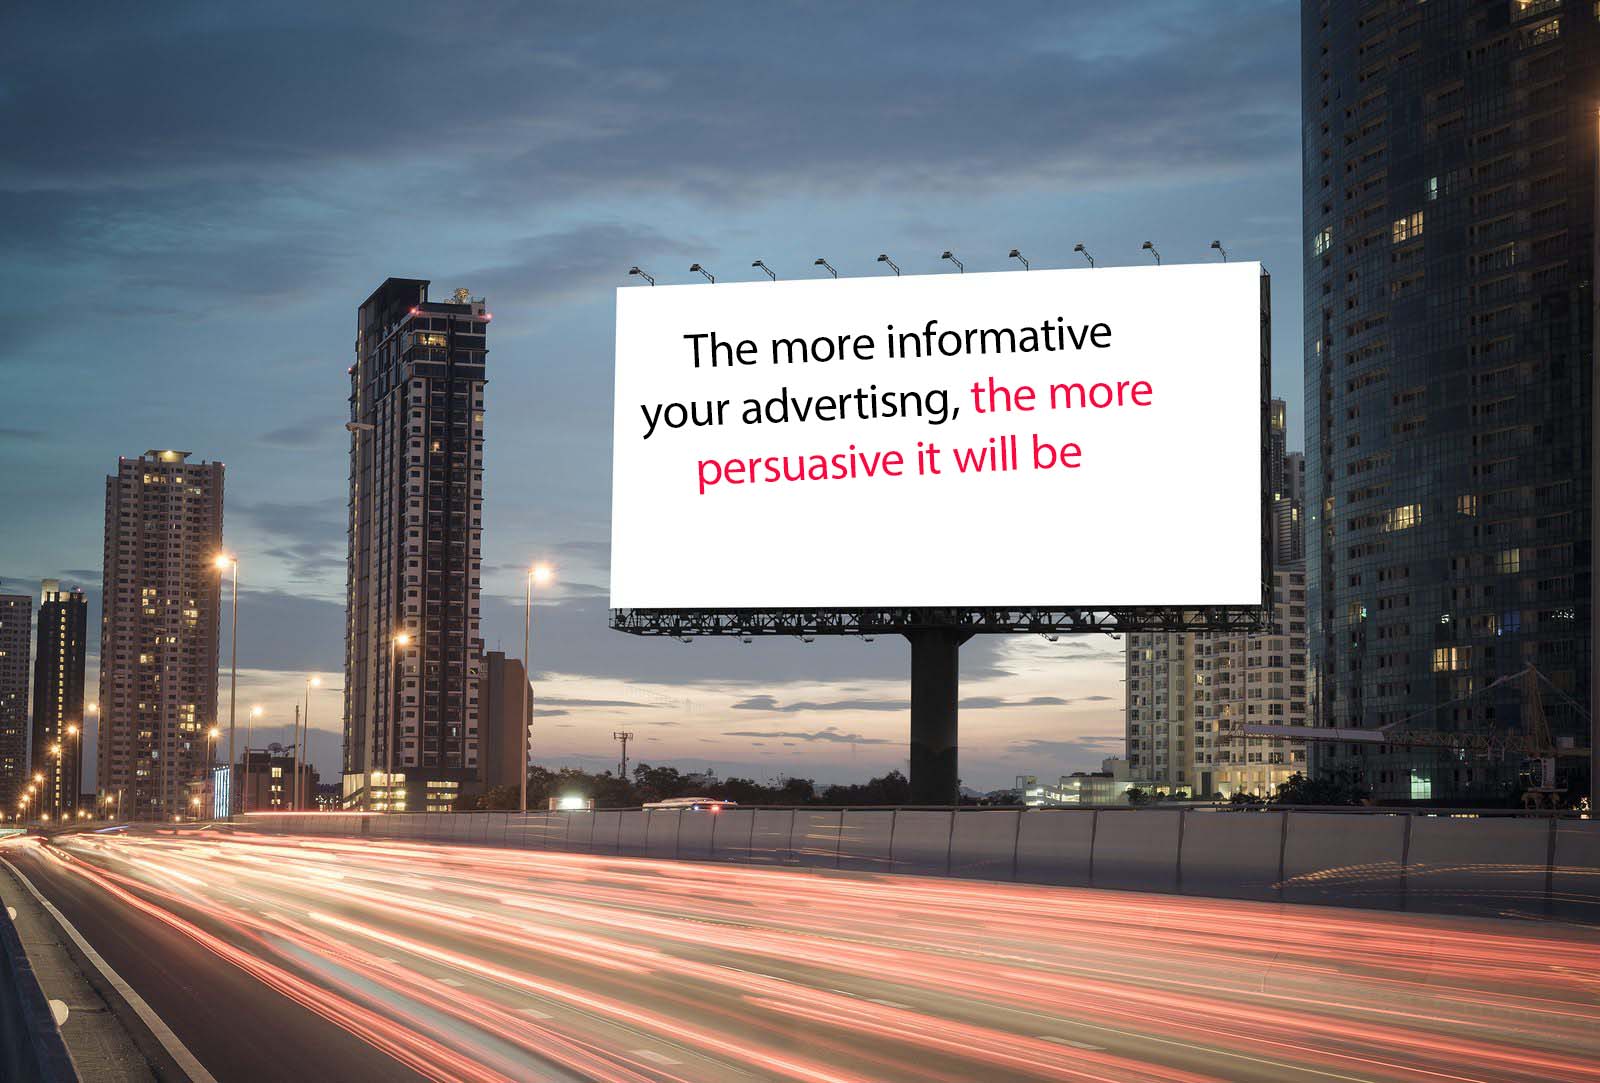 The more informative
your advertisng, the more
persuasive it will be